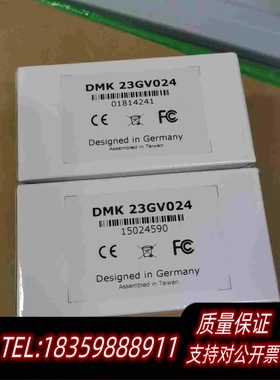 DMK 23GV024
01814241
CE FC
Designed in Germany
Assembled in Taiwan
DMK 23GV024
15024590
CE FC
Designed in Germany
Assembled in Taiwan
质量保证
TEL:18359888911
支持对公开票